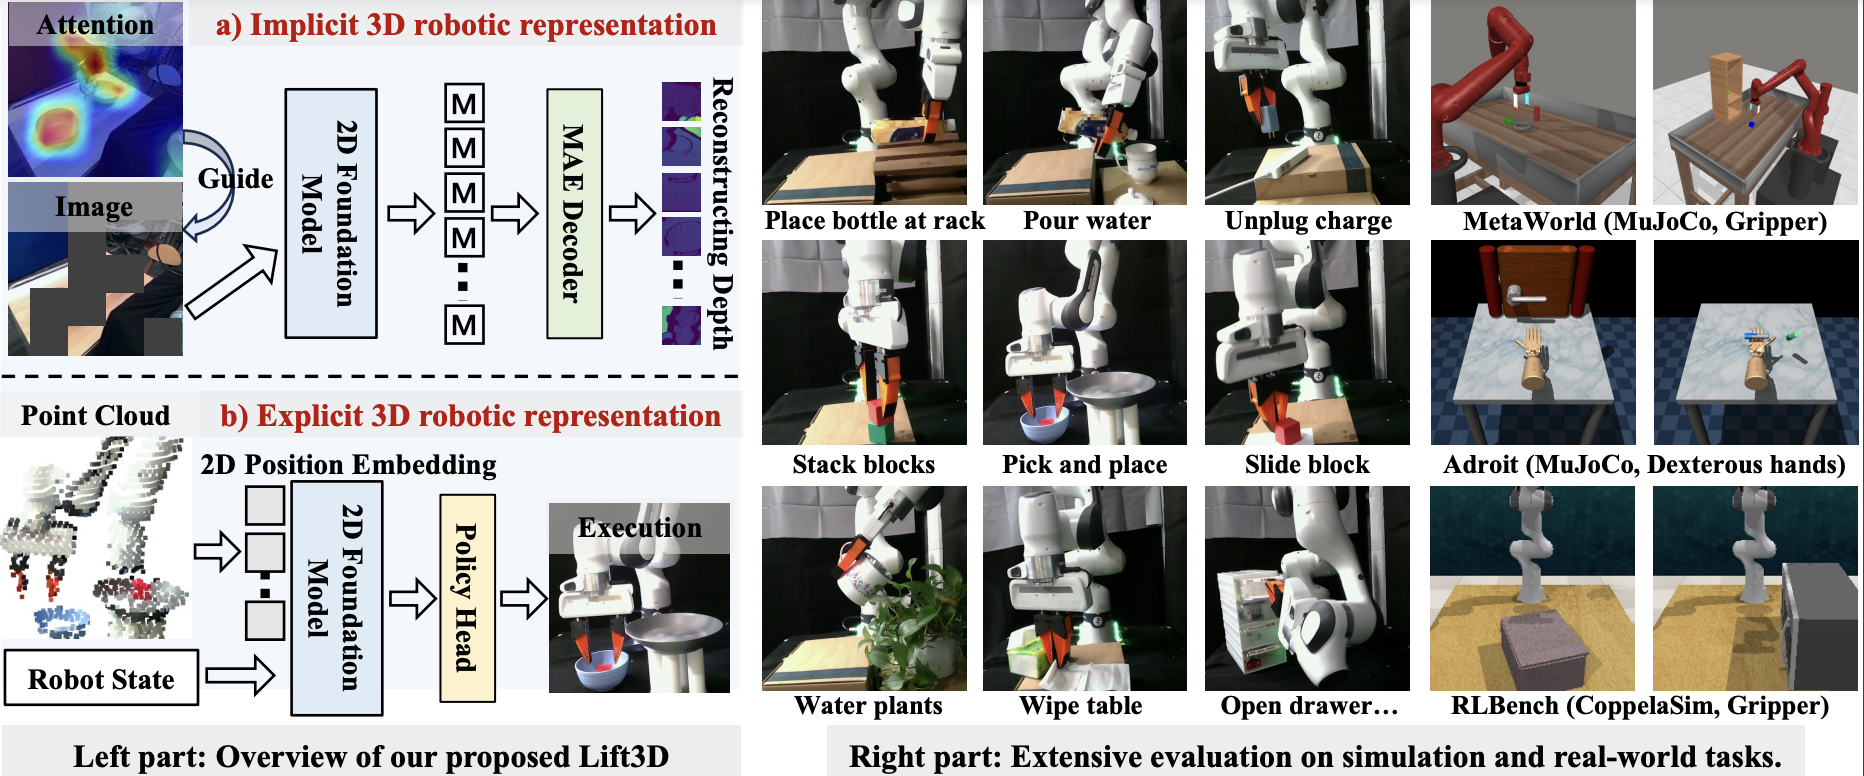 Attention
a) Implicit 3D robotic representation
Guide
Image
2D Foundation
Model
M
M
M
M
M
MAE Decoder
Reconstructing Depth
Point Cloud
b) Explicit 3D robotic representation
2D Position Embedding
2D Foundation
Model
Policy Head
Execution
Robot State
Left part: Overview of our proposed Lift3D
Place bottle at rack
Pour water
Unplug charge
MetaWorld (MuJoCo, Gripper)
Stack blocks
Pick and place
Slide block
Adroit (MuJoCo, Dexterous hands)
Water plants
Wipe table
Open drawer…
RLBench (CoppelaSim, Gripper)
Right part: Extensive evaluation on simulation and real-world tasks.